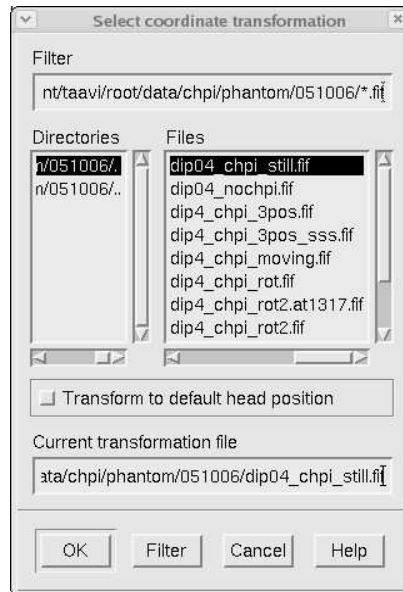 Select coordinate transformation
Filter
nt/taavi/root/data/chpi/phantom/051006/*.fif
Directories
Files
n/051006/.
n/051006/..
dip04_chpi_still.fif
dip04_nochpi.fif
dip4_chpi_3pos.fif
dip4_chpi_3pos_sss.fif
dip4_chpi_moving.fif
dip4_chpi_rot.fif
dip4_chpi_rot2.at1317.fif
dip4_chpi_rot2.fif
Transform to default head position
Current transformation file
ata/chpi/phantom/051006/dip04_chpi_still.fif
OK
Filter
Cancel
Help